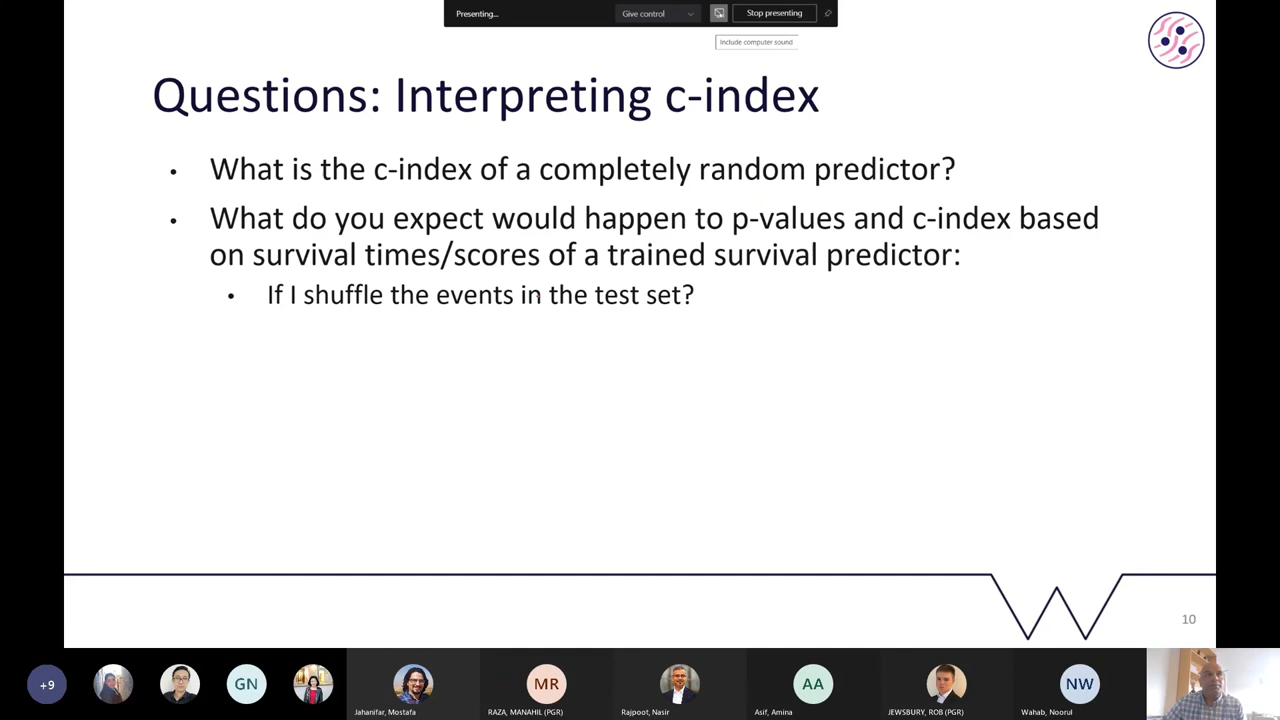 Presenting...
Give control
Stop presenting
Include computer sound
Questions: Interpreting c-index
• What is the c-index of a completely random predictor?
• What do you expect would happen to p-values and c-index based
on survival times/scores of a trained survival predictor:
• If I shuffle the events in the test set?
10
+9
GN
MR
AA
NW
Jahanifar, Mostafa
RAZA, MANAHIL (PGR)
Rajpoot, Nasir
Asif, Amina
JEWSBURY, ROB (PGR)
Wahab, Noorul